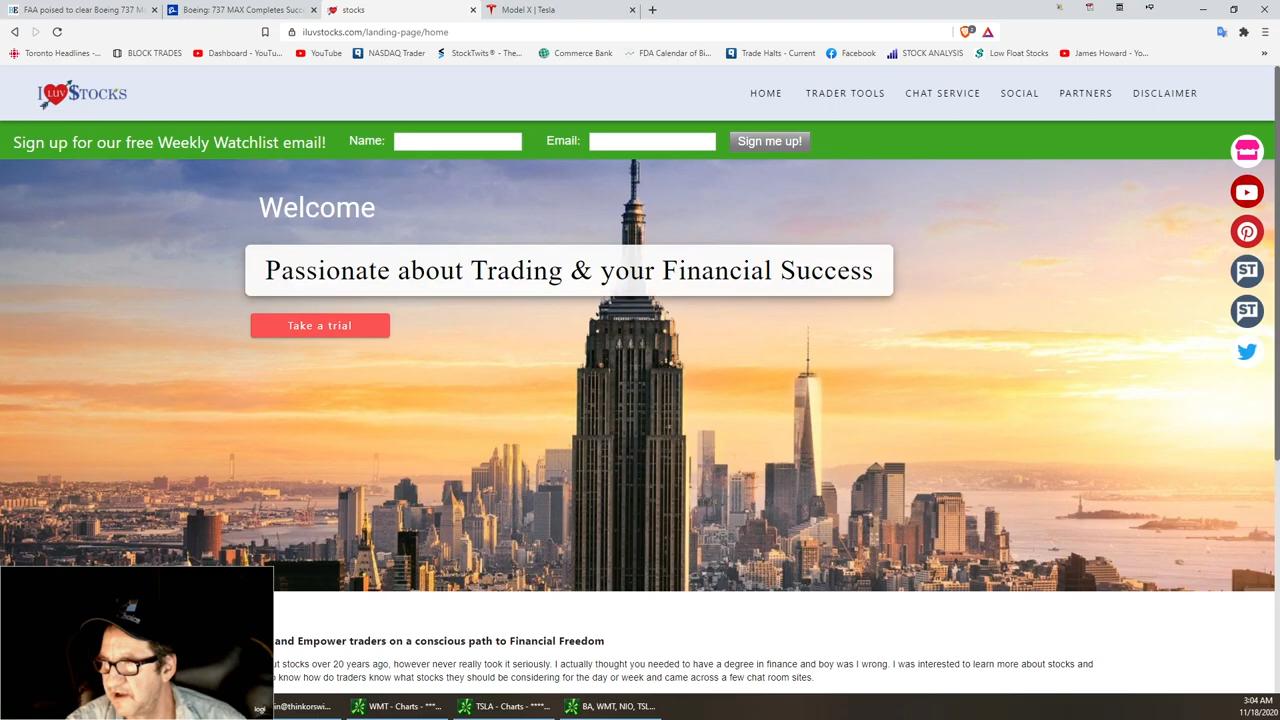 FAA poised to clear Boeing 737 M
Boeing: 737 MAX Completes Succ
stocks
Model X | Tesla
iluvstocks.com/landing-page/home
Toronto Headlines -...
BLOCK TRADES
Dashboard - YouTu...
YouTube
NASDAQ Trader
StockTwits® - The...
Commerce Bank
FDA Calendar of Bi...
Trade Halts - Current
Facebook
STOCK ANALYSIS
Low Float Stocks
James Howard - Yo...
»
I LUV $TOCKS
HOME
TRADER TOOLS
CHAT SERVICE
SOCIAL
PARTNERS
DISCLAIMER
Sign up for our free Weekly Watchlist email!
Name:
Email:
Sign me up!
Welcome
Passionate about Trading & your Financial Success
Take a trial
ST
ST
and Empower traders on a conscious path to Financial Freedom
ut stocks over 20 years ago, however never really took it seriously. I actually thought you needed to have a degree in finance and boy was I wrong. I was interested to learn more about stocks and
know how do traders know what stocks they should be considering for the day or week and came across a few chat room sites.
logi
in@thinkorswi...
WMT - Charts - ****...
TSLA - Charts - ****...
BA, WMT, NIO, TSL...
3:04 AM
11/18/2020